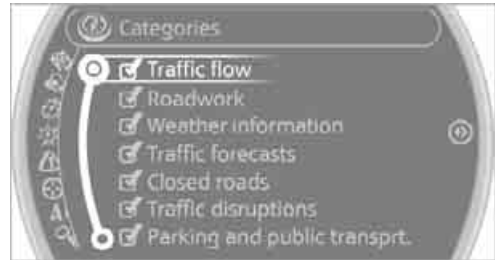 Categories
Traffic flow
Roadwork
Weather information
Traffic forecasts
Closed roads
Traffic disruptions
Parking and public transprt.